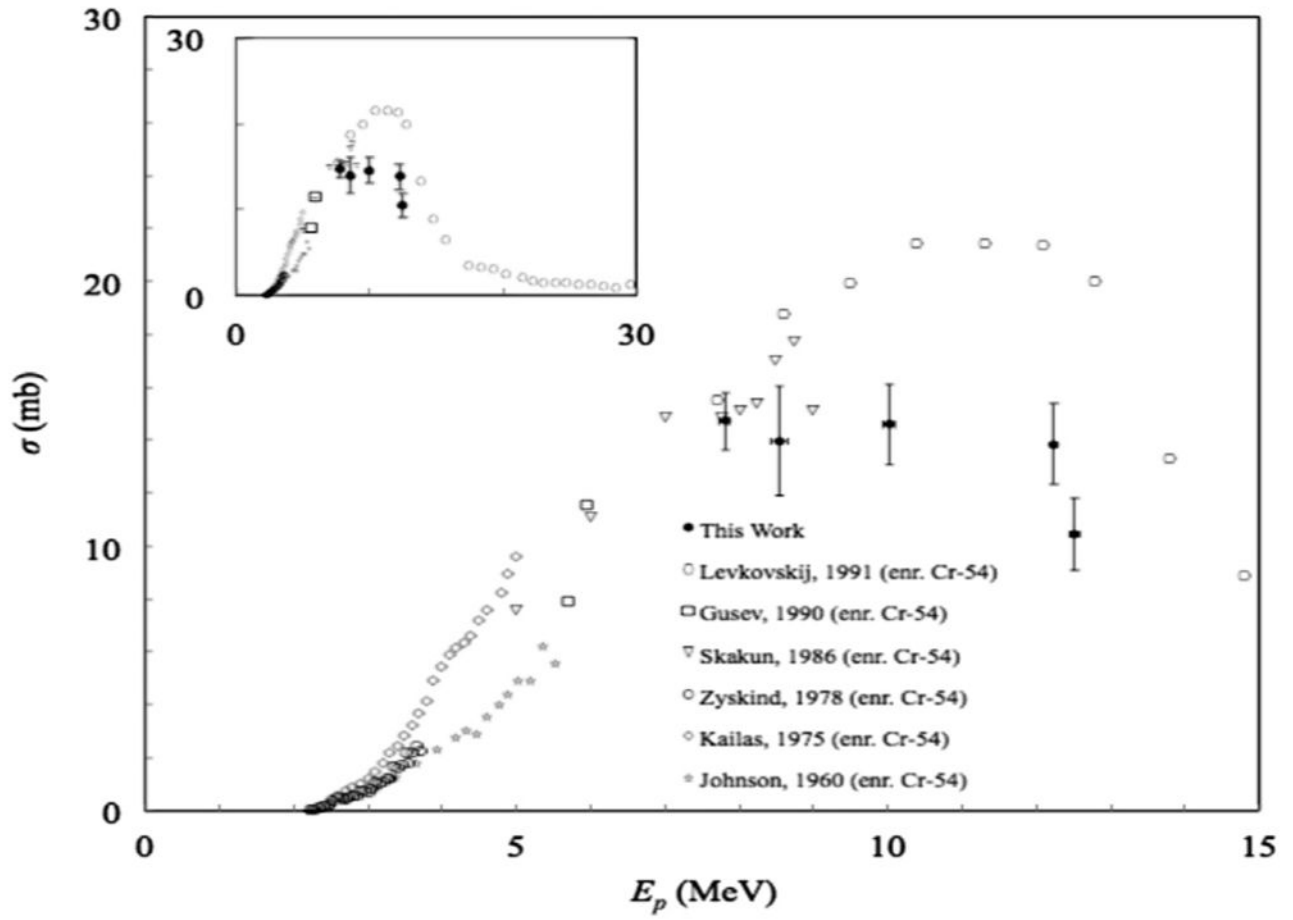 30
30
0
0
30
20
10
0
σ (mb)
This Work
Levkovskij, 1991 (enr. Cr-54)
Gusev, 1990 (enr. Cr-54)
Skakun, 1986 (enr. Cr-54)
Zyskind, 1978 (enr. Cr-54)
Kailas, 1975 (enr. Cr-54)
Johnson, 1960 (enr. Cr-54)
0
5
10
15
Ep (MeV)